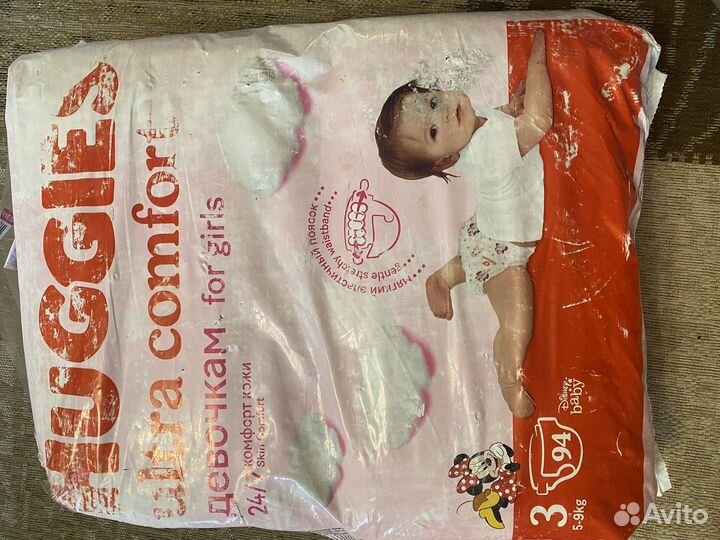 HUGGIES
ultra comfort
девочкам for girls
24/7 комфорт кожи
skin comfort
мягкий эластичный поясок
gentle stretchy waistband
Disney
baby
3
94
5-9kg
Avito